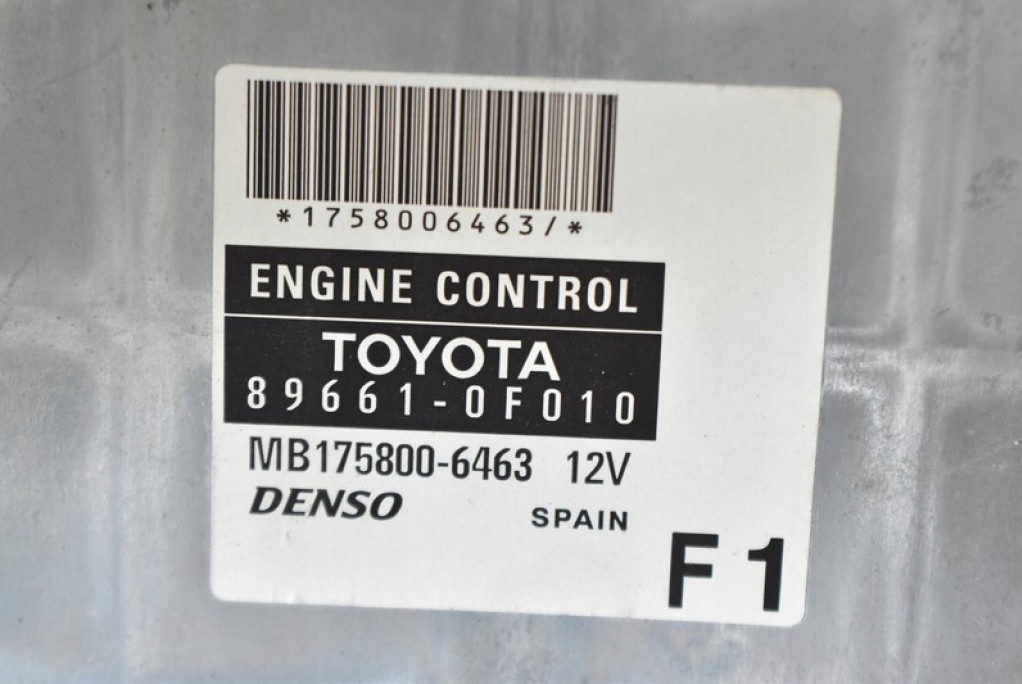 *1758006463/*
ENGINE CONTROL
TOYOTA
89661-0F010
MB175800-6463 12V
DENSO SPAIN
F1